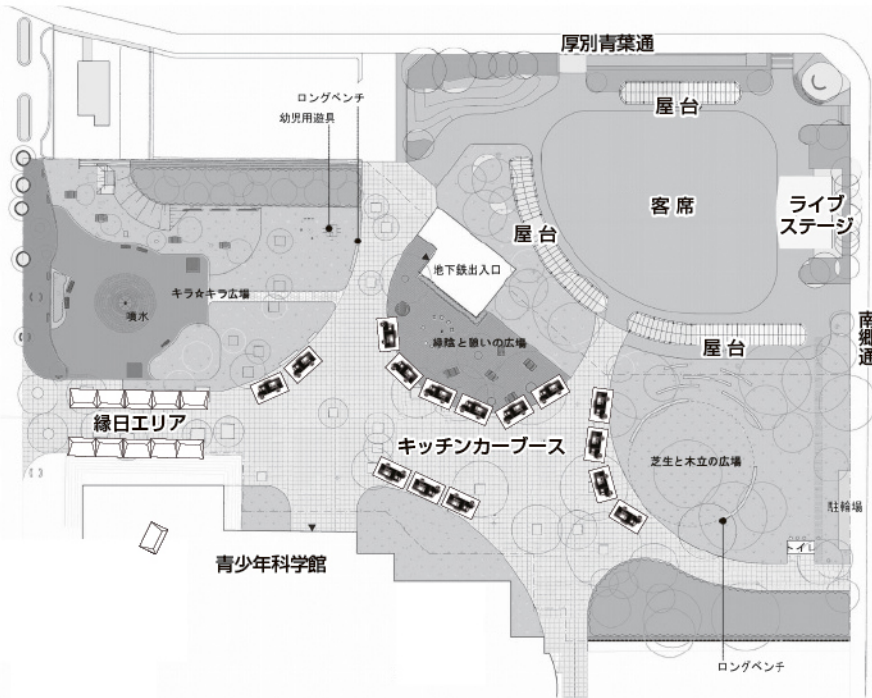 厚別青葉通
ロングベンチ
幼児用遊具
屋台
客席
ライブ
ステージ
屋台
地下鉄出入口
キラ☆キラ広場
噴水
緑陰と憩いの広場
屋台
南郷通
縁日エリア
キッチンカーブース
芝生と木立の広場
駐輪場
トイレ
青少年科学館
ロングベンチ